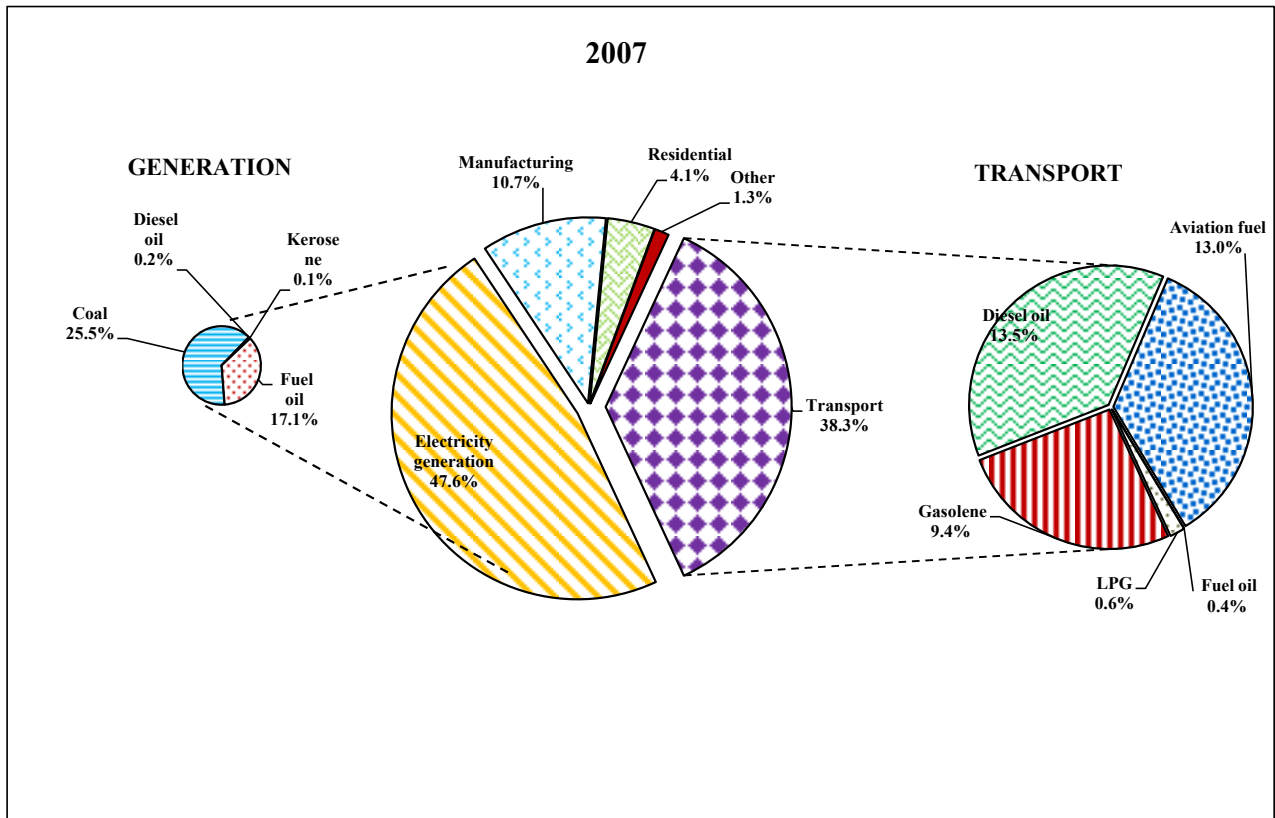 2007
GENERATION
Diesel
oil
0.2%
Kerose
ne
0.1%
Coal
25.5%
Fuel
oil
17.1%
Manufacturing
10.7%
Residential
4.1%
Other
1.3%
Electricity
generation
47.6%
Transport
38.3%
TRANSPORT
Aviation fuel
13.0%
Diesel oil
13.5%
Gasolene
9.4%
LPG
0.6%
Fuel oil
0.4%